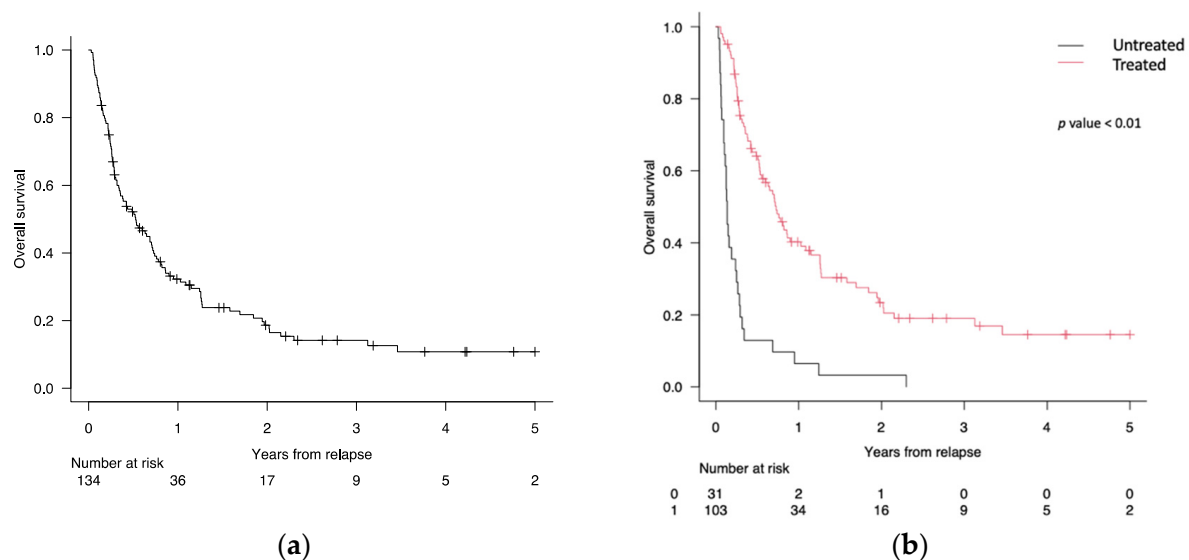 Overall survival
1.0
0.8
0.6
0.4
0.2
0.0
0 1 2 3 4 5
Years from relapse
Number at risk
134 36 17 9 5 2
(a)
Untreated
Treated
p value < 0.01
Overall survival
1.0
0.8
0.6
0.4
0.2
0.0
0 1 2 3 4 5
Years from relapse
Number at risk
0 31 2 1 0 0 0
1 103 34 16 9 5 2
(b)